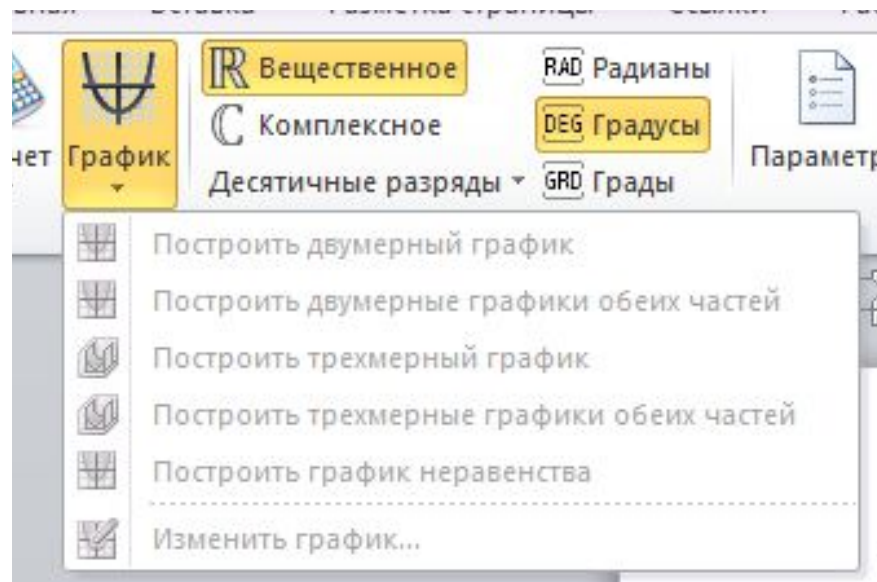 Вещественное
RAD Радианы
График
ℂ Комплексное
DEG Градусы
Параметр
Десятичные разряды
GRD Грады
Построить двумерный график
Построить двумерные графики обеих частей
Построить трехмерный график
Построить трехмерные графики обеих частей
Построить график неравенства
Изменить график...